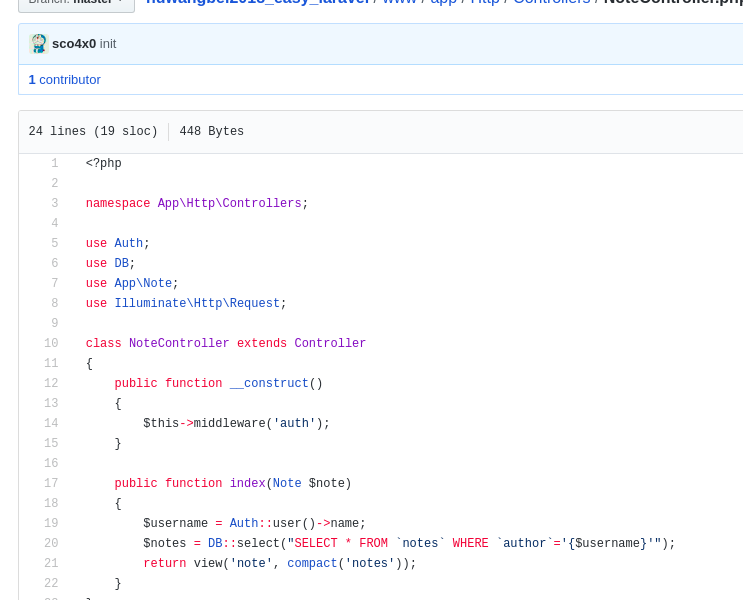 Branch: master
huwangbei2018_easy_laravel / www / app / Http / Controllers / NoteController.php
sco4x0 init
1 contributor
24 lines (19 sloc) 448 Bytes
1 <?php
2
3 namespace App\Http\Controllers;
4
5 use Auth;
6 use DB;
7 use App\Note;
8 use Illuminate\Http\Request;
9
10 class NoteController extends Controller
11 {
12 public function __construct()
13 {
14 $this->middleware('auth');
15 }
16
17 public function index(Note $note)
18 {
19 $username = Auth::user()->name;
20 $notes = DB::select("SELECT * FROM `notes` WHERE `author`='{$username}'");
21 return view('note', compact('notes'));
22 }